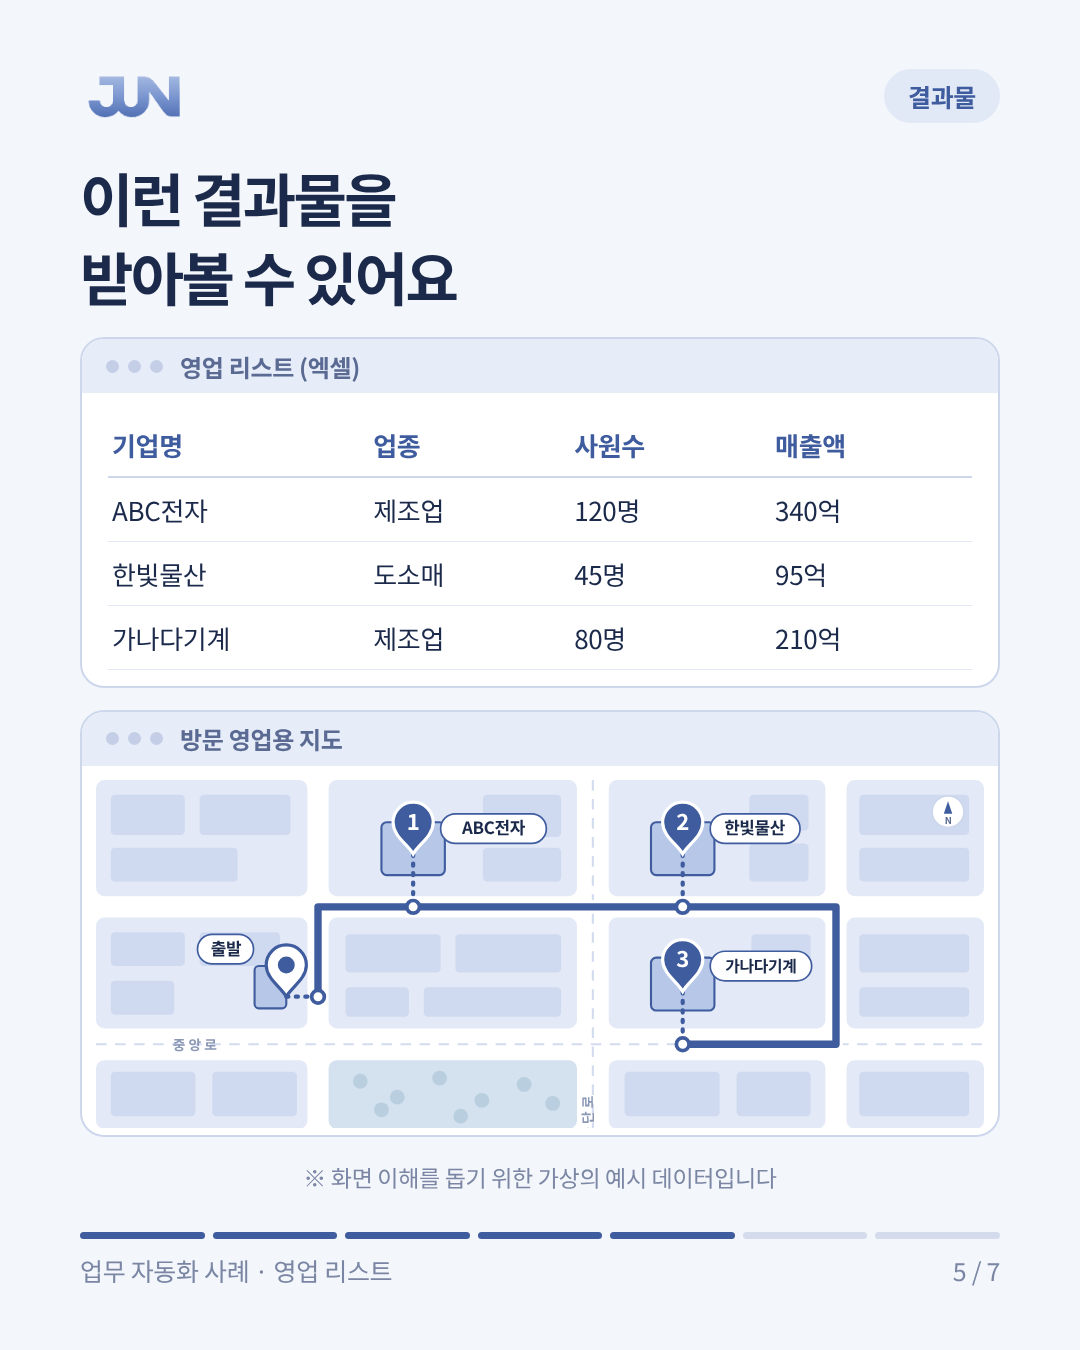 JUN
결과물
이런 결과물을
받아볼 수 있어요
영업 리스트 (엑셀)
기업명 업종 사원수 매출액
ABC전자 제조업 120명 340억
한빛물산 도소매 45명 95억
가나다기계 제조업 80명 210억
방문 영업용 지도
1 ABC전자
2 한빛물산
N
출발
3 가나다기계
중앙로
단로
※ 화면 이해를 돕기 위한 가상의 예시 데이터입니다
업무 자동화 사례 · 영업 리스트
5 / 7